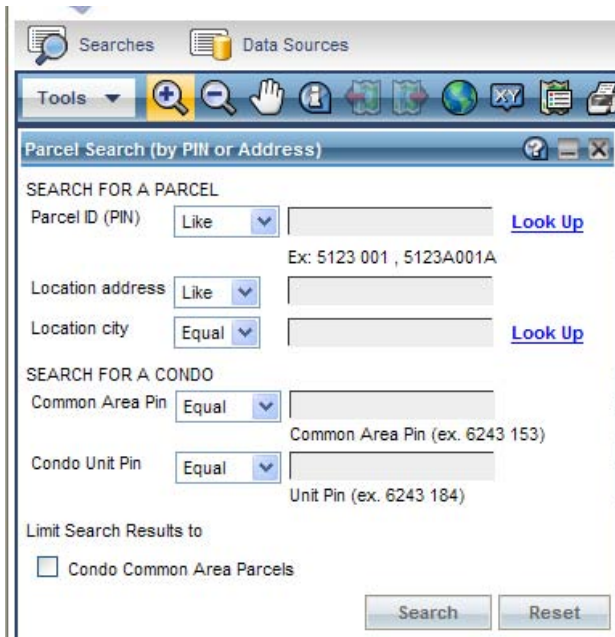 Searches Data Sources
Tools XY
Parcel Search (by PIN or Address) ?
SEARCH FOR A PARCEL
Parcel ID (PIN) Like Look Up
Ex: 5123 001 , 5123A001A
Location address Like
Location city Equal Look Up
SEARCH FOR A CONDO
Common Area Pin Equal
Common Area Pin (ex. 6243 153)
Condo Unit Pin Equal
Unit Pin (ex. 6243 184)
Limit Search Results to
Condo Common Area Parcels
Search Reset